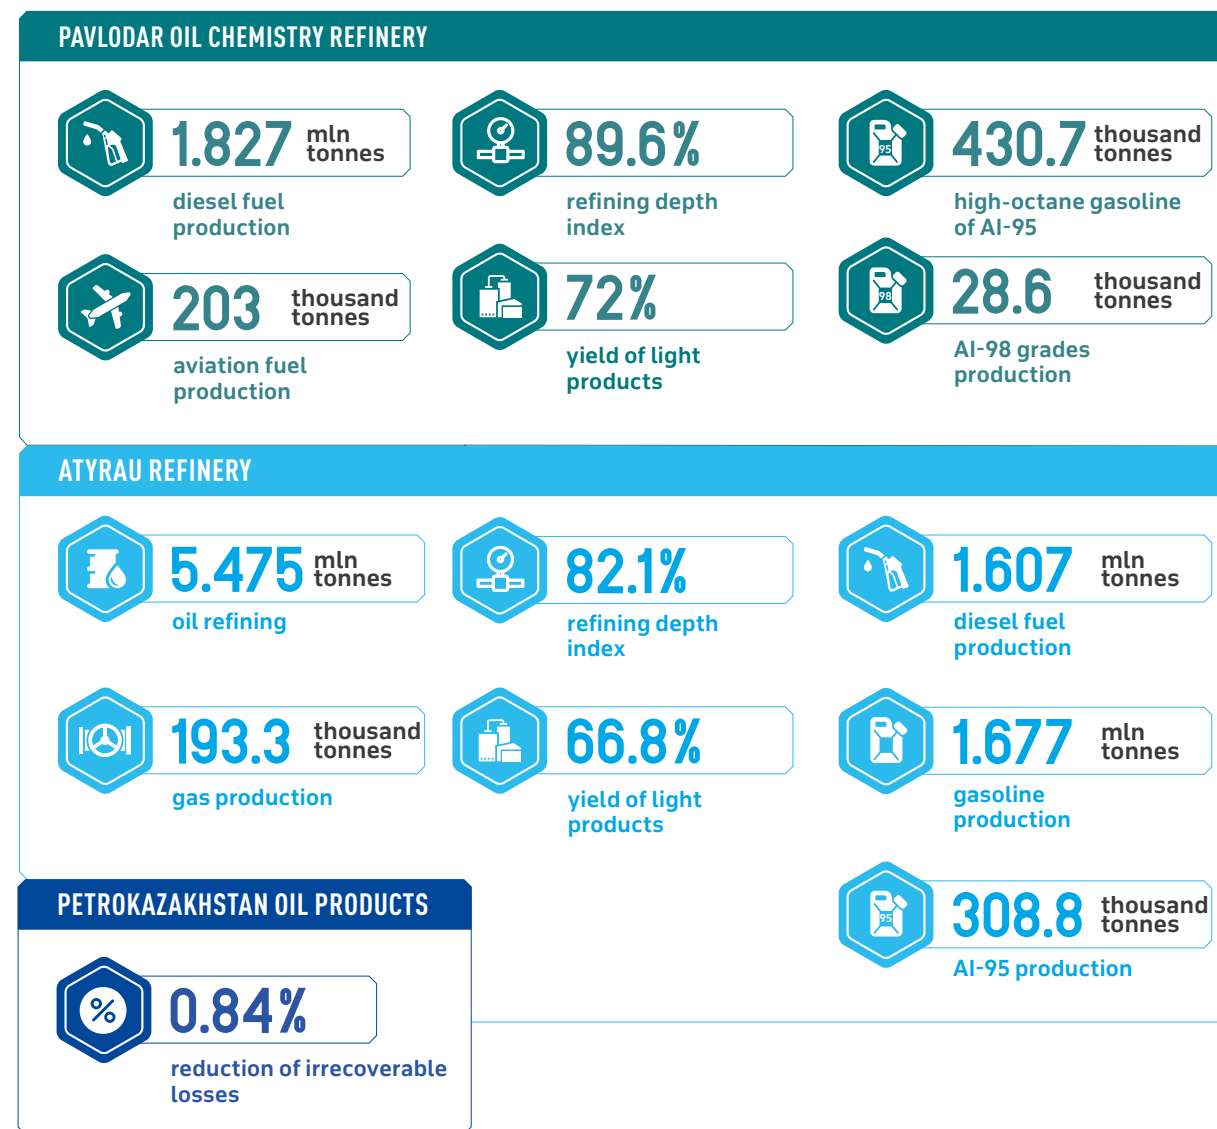 PAVLODAR OIL CHEMISTRY REFINERY
1.827 mln tonnes
diesel fuel
production
89.6%
refining depth
index
95
430.7 thousand tonnes
high-octane gasoline
of AI-95
203 thousand tonnes
aviation fuel
production
72%
yield of light
products
98
28.6 thousand tonnes
AI-98 grades
production
ATYRAU REFINERY
5.475 mln tonnes
oil refining
82.1%
refining depth
index
1.607 mln tonnes
diesel fuel
production
193.3 thousand tonnes
gas production
66.8%
yield of light
products
1.677 mln tonnes
gasoline
production
95
308.8 thousand tonnes
AI-95 production
PETROKAZAKHSTAN OIL PRODUCTS
%
0.84%
reduction of irrecoverable
losses